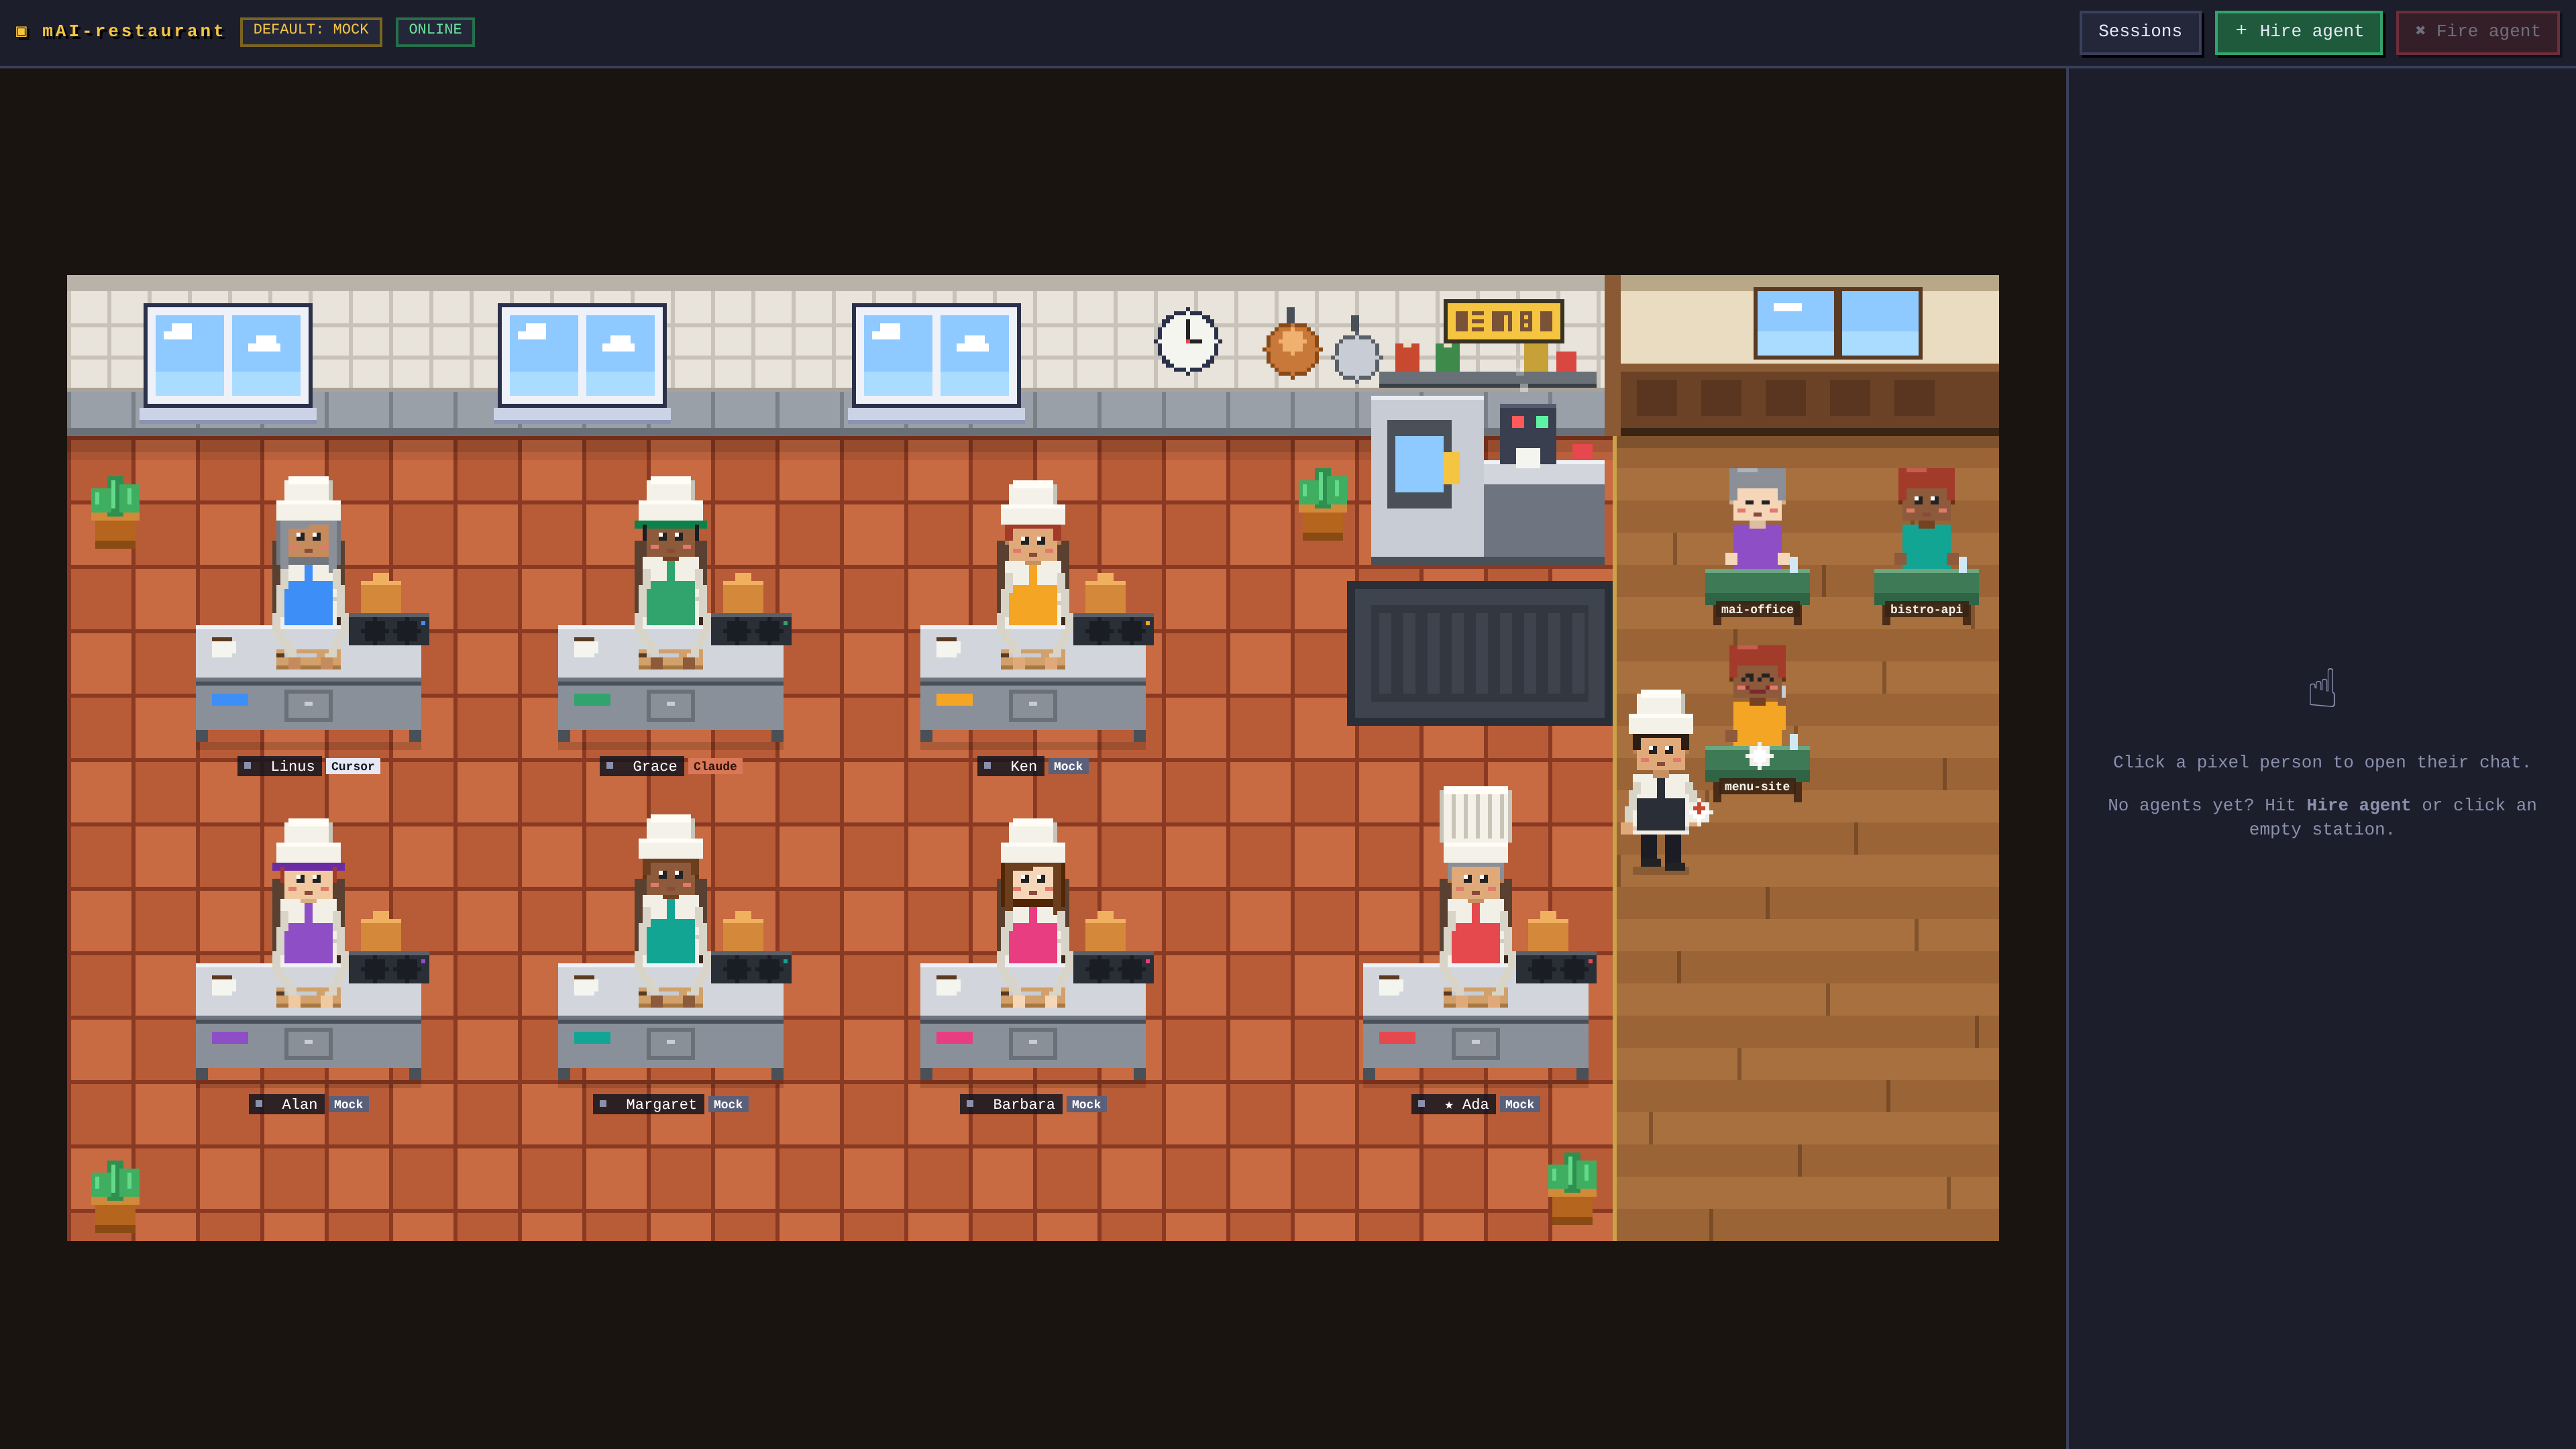 mAI-restaurant
DEFAULT: MOCK
ONLINE
Sessions
+ Hire agent
✖ Fire agent
MENU
mai-office
bistro-api
menu-site
Linus Cursor
Grace Claude
Ken Mock
Alan Mock
Margaret Mock
Barbara Mock
★ Ada Mock
Click a pixel person to open their chat.
No agents yet? Hit Hire agent or click an
empty station.